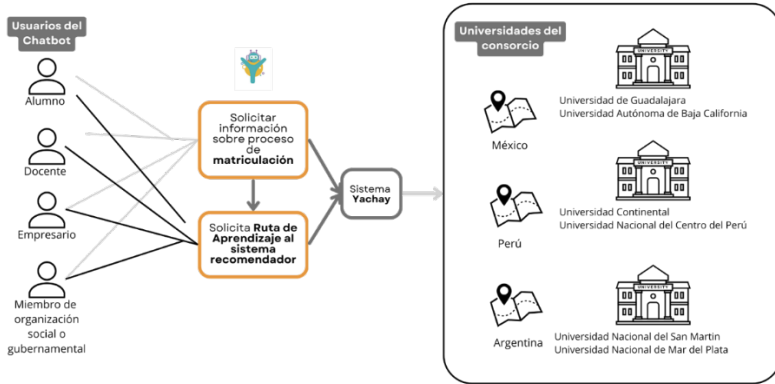 Usuarios del
Chatbot
Alumno
Docente
Empresario
Miembro de
organización
social o
gubernamental
Solicitar
información
sobre proceso
de
matriculación
Solicita Ruta de
Aprendizaje al
sistema
recomendador
Sistema
Yachay
Universidades del
consorcio
México
UNIVERSITY
Universidad de Guadalajara
Universidad Autónoma de Baja California
Perú
UNIVERSITY
Universidad Continental
Universidad Nacional del Centro del Perú
Argentina
UNIVERSITY
Universidad Nacional del San Martin
Universidad Nacional de Mar del Plata